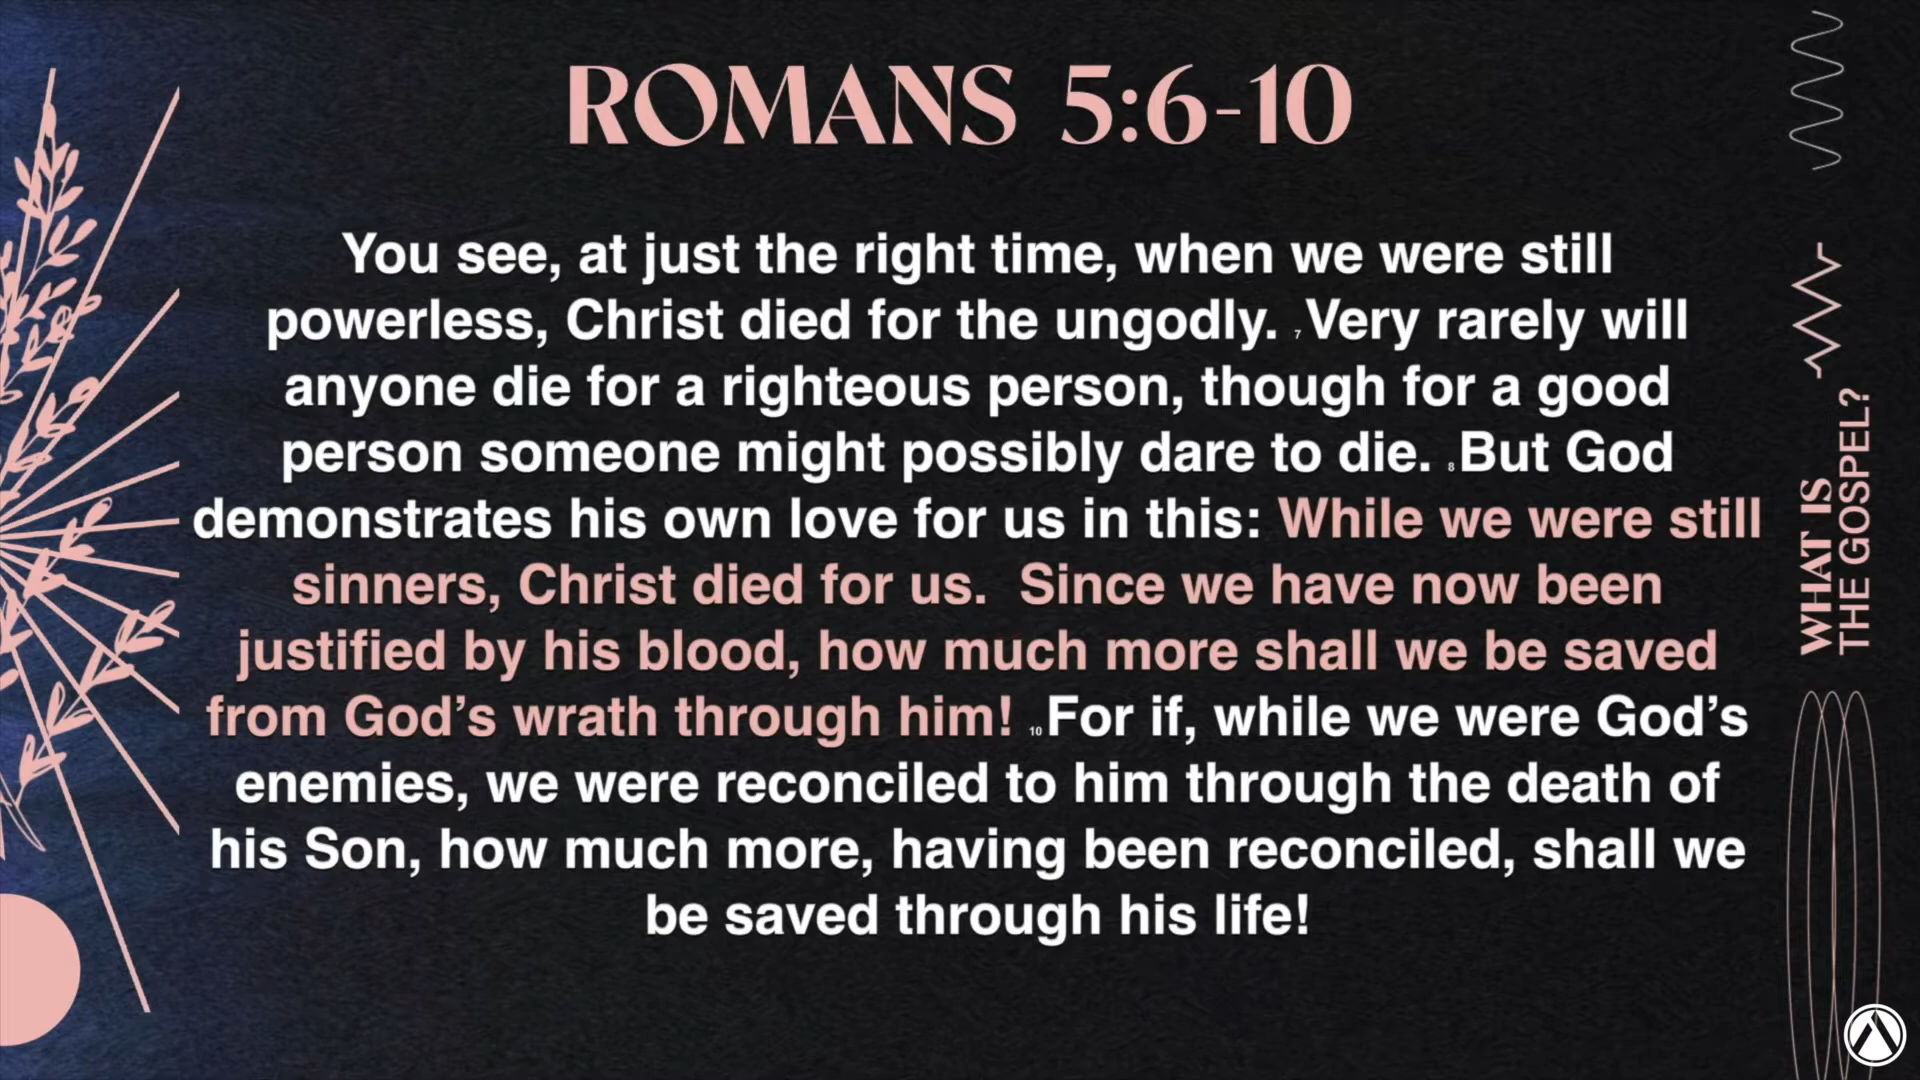 ROMANS 5:6-10
You see, at just the right time, when we were still
powerless, Christ died for the ungodly. 7 Very rarely will
anyone die for a righteous person, though for a good
person someone might possibly dare to die. 8 But God
demonstrates his own love for us in this: While we were still
sinners, Christ died for us.  Since we have now been
justified by his blood, how much more shall we be saved
from God’s wrath through him! 10 For if, while we were God’s
enemies, we were reconciled to him through the death of
his Son, how much more, having been reconciled, shall we
be saved through his life!
WHAT IS
THE GOSPEL?